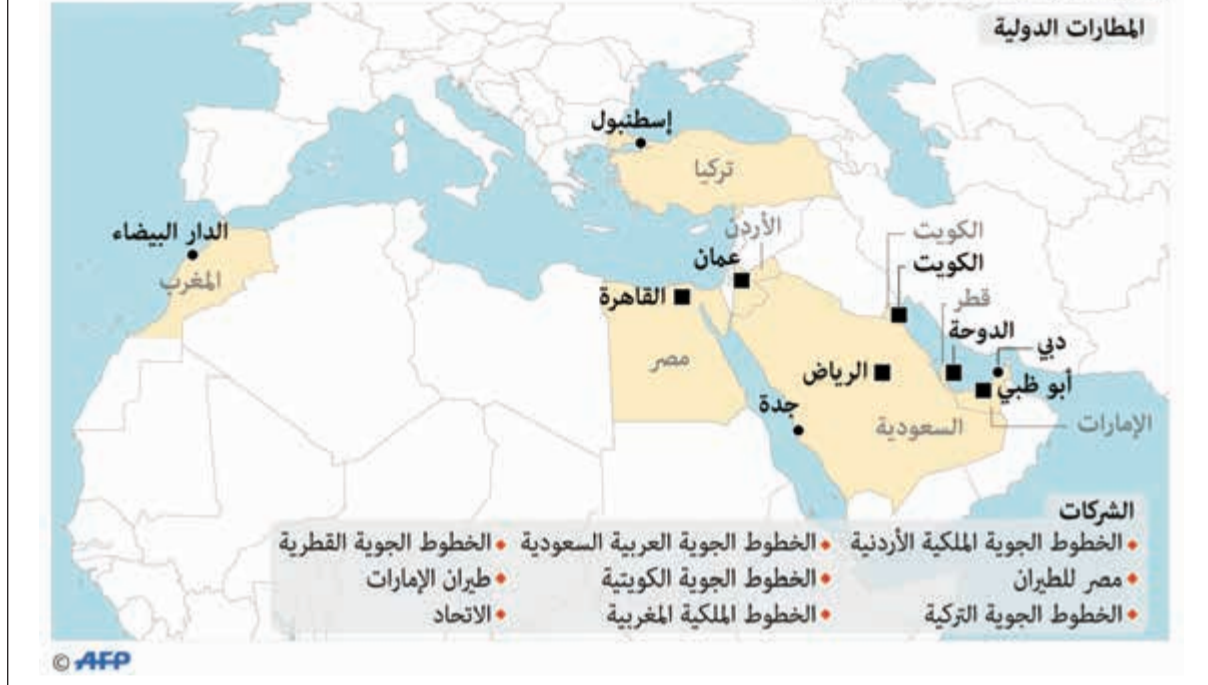 المطارات الدولية
إسطنبول
تركيا
الدار البيضاء
المغرب
الأردن
عمان
الكويت
الكويت
القاهرة
قطر
الدوحة
دبي
مصر
الرياض
أبو ظبي
جدة
السعودية
الإمارات
الشركات
•الخطوط الجوية الملكية الأردنية •الخطوط الجوية العربية السعودية •الخطوط الجوية القطرية
•مصر للطيران •الخطوط الجوية الكويتية •طيران الإمارات
•الخطوط الجوية التركية •الخطوط الملكية المغربية •الاتحاد
© AFP